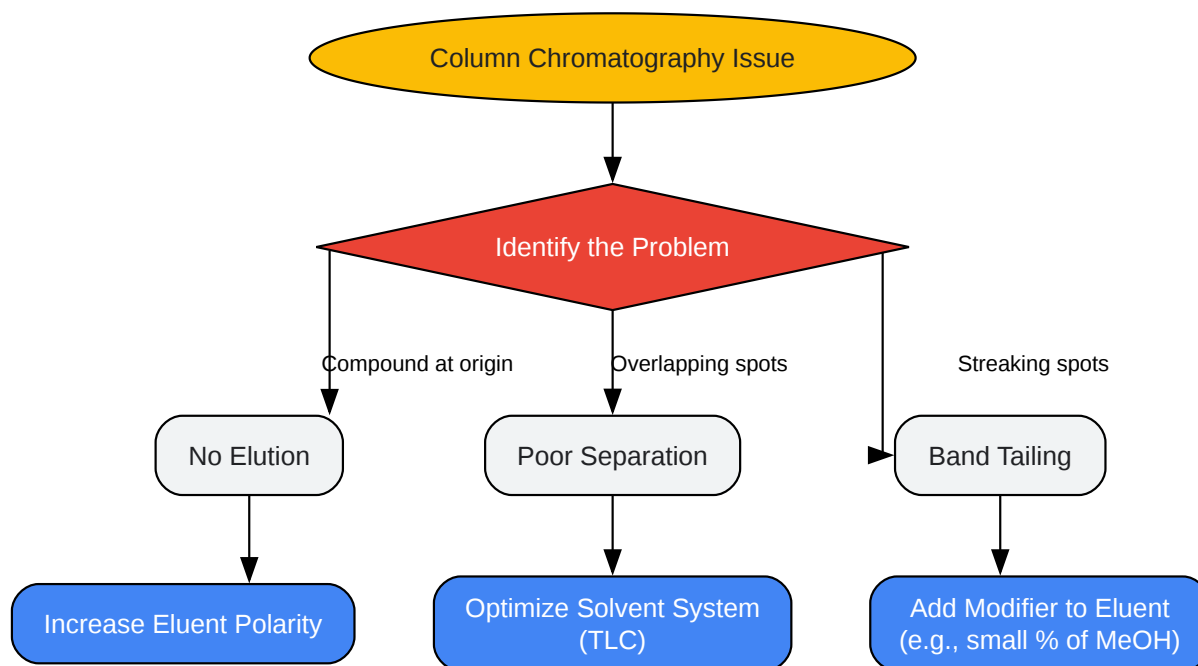 Column Chromatography Issue
Identify the Problem
Compound at origin
Overlapping spots
Streaking spots
No Elution
Poor Separation
Band Tailing
Increase Eluent Polarity
Optimize Solvent System
(TLC)
Add Modifier to Eluent
(e.g., small % of MeOH)